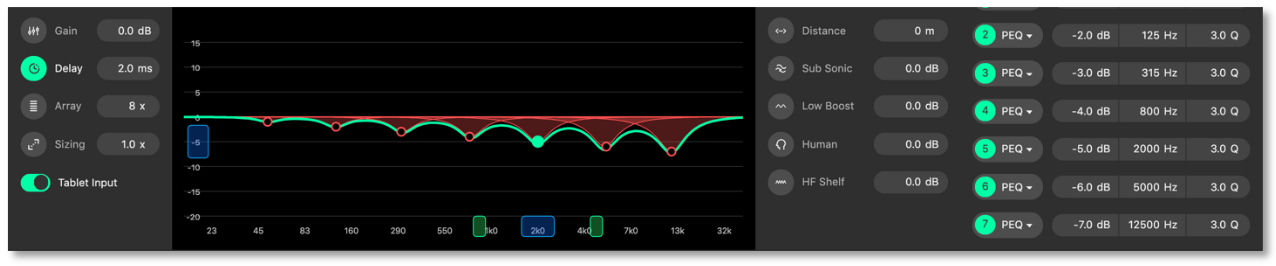 Gain 0.0 dB
Delay 2.0 ms
Array 8 x
Sizing 1.0 x
Tablet Input
15
10
5
0
-5
-10
-15
-20
23 45 83 160 290 550 1k0 2k0 4k0 7k0 13k 32k
Distance 0 m
Sub Sonic 0.0 dB
Low Boost 0.0 dB
Human 0.0 dB
HF Shelf 0.0 dB
2 PEQ -2.0 dB 125 Hz 3.0 Q
3 PEQ -3.0 dB 315 Hz 3.0 Q
4 PEQ -4.0 dB 800 Hz 3.0 Q
5 PEQ -5.0 dB 2000 Hz 3.0 Q
6 PEQ -6.0 dB 5000 Hz 3.0 Q
7 PEQ -7.0 dB 12500 Hz 3.0 Q